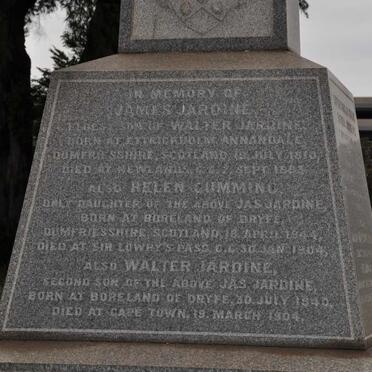 IN MEMORY OF
JAMES JARDINE,
ELDEST SON OF WALTER JARDINE,
BORN AT ETTRICKHOLM ANNANDALE,
DUMFRIESSHIRE, SCOTLAND, JULY 1810,
DIED AT NEWLANDS, C.C. 7, SEPT
ALSO HELEN CUMMING,
ONLY DAUGHTER OF THE ABOVE JAS JARDINE,
BORN AT BORELAND OF DRYFE,
DUMFRIESSHIRE, SCOTLAND, 18, APRIL 1844,
DIED AT SIR LOWRY'S PASS C.C. 30, JAN 1904,
ALSO WALTER JARDINE,
SECOND SON OF THE ABOVE JAS. JARDINE,
BORN AT BORELAND OF DRYFE, 30, JULY 1840,
DIED AT CAPE TOWN, 19, MARCH 1904.